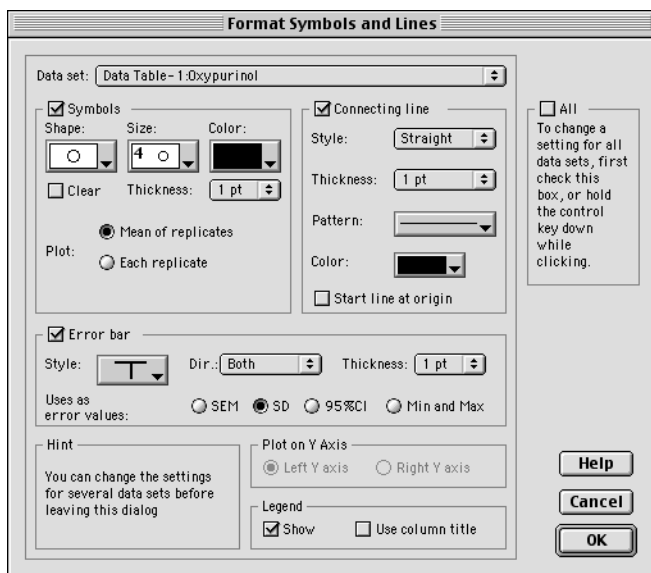 Format Symbols and Lines
Data set: Data Table-1:Oxypurinol
Symbols
Shape: Size: Color:
4
Clear Thickness: 1 pt
Plot:
Mean of replicates
Each replicate
Connecting line
Style: Straight
Thickness: 1 pt
Pattern:
Color:
Start line at origin
All
To change a
setting for all
data sets, first
check this
box, or hold
the control
key down
while
clicking.
Error bar
Style: Dir.: Both Thickness: 1 pt
Uses as
error values:
SEM SD 95%CI Min and Max
Hint
You can change the settings
for several data sets before
leaving this dialog
Plot on Y Axis
Left Y axis Right Y axis
Legend
Show Use column title
Help
Cancel
OK